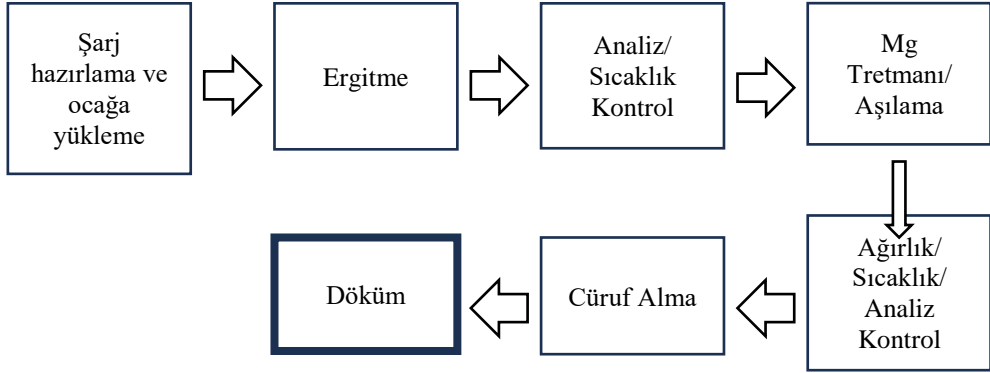 Şarj
hazırlama ve
ocağa
yükleme
Ergitme
Analiz/
Sıcaklık
Kontrol
Mg
Tretmanı/
Aşılama
Ağırlık/
Sıcaklık/
Analiz
Kontrol
Cüruf Alma
Döküm